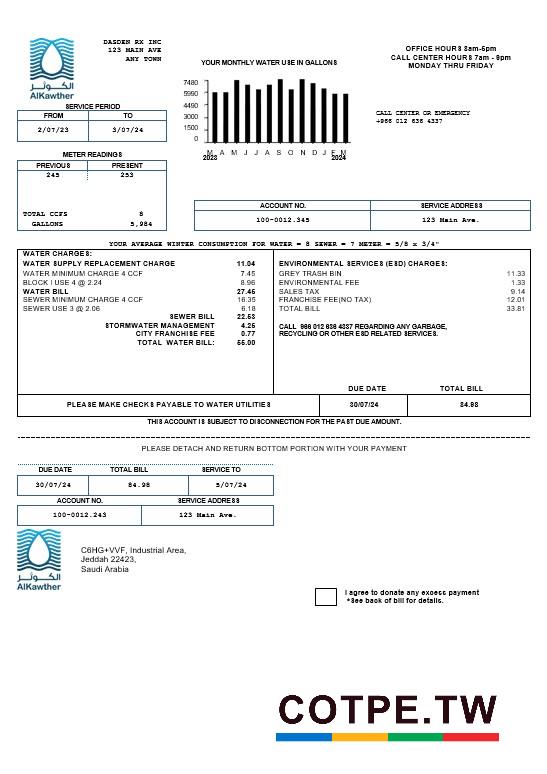 DASDEN RX INC
123 MAIN AVE
ANY TOWN
الكوثر
AlKawther
YOUR MONTHLY WATER USE IN GALLONS
7480
5990
4490
3000
1500
0
M A M J J A S O N D J F M
2023 2024
OFFICE HOURS 8am-5pm
CALL CENTER HOURS 7am - 9pm
MONDAY THRU FRIDAY
CALL CENTER OR EMERGENCY
+966 012 636 4337
SERVICE PERIOD
FROM TO
2/07/23 3/07/24
METER READINGS
PREVIOUS PRESENT
245 253
TOTAL CCFS 8
GALLONS 5,984
ACCOUNT NO. SERVICE ADDRESS
100-0012.345 123 Main Ave.
YOUR AVERAGE WINTER CONSUMPTION FOR WATER = 8 SEWER = 7 METER = 5/8 x 3/4"
WATER CHARGES:
WATER SUPPLY REPLACEMENT CHARGE 11.04
WATER MINIMUM CHARGE 4 CCF 7.45
BLOCK I USE 4 @ 2.24 8.96
WATER BILL 27.45
SEWER MINIMUM CHARGE 4 CCF 16.35
SEWER USE 3 @ 2.06 6.18
SEWER BILL 22.53
STORMWATER MANAGEMENT 4.25
CITY FRANCHISE FEE 0.77
TOTAL WATER BILL: 55.00
ENVIRONMENTAL SERVICES (ESD) CHARGES:
GREY TRASH BIN 11.33
ENVIRONMENTAL FEE 1.33
SALES TAX 9.14
FRANCHISE FEE(NO TAX) 12.01
TOTAL BILL 33.81
CALL 966 012 636 4337 REGARDING ANY GARBAGE,
RECYCLING OR OTHER ESD RELATED SERVICES.
DUE DATE TOTAL BILL
PLEASE MAKE CHECKS PAYABLE TO WATER UTILITIES 30/07/24 84.98
THIS ACCOUNT IS SUBJECT TO DISCONNECTION FOR THE PAST DUE AMOUNT.
PLEASE DETACH AND RETURN BOTTOM PORTION WITH YOUR PAYMENT
DUE DATE TOTAL BILL SERVICE TO
30/07/24 84.98 5/07/24
ACCOUNT NO. SERVICE ADDRESS
100-0012.243 123 Main Ave.
الكوثر
AlKawther
C6HG+VVF, Industrial Area,
Jeddah 22423,
Saudi Arabia
I agree to donate any excess payment
*See back of bill for details.
COTPE.TW